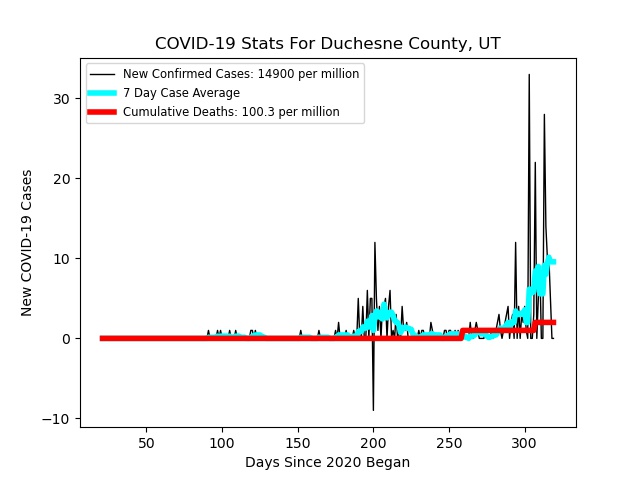 COVID-19 Stats For Duchesne County, UT
New Confirmed Cases: 14900 per million
7 Day Case Average
Cumulative Deaths: 100.3 per million
New COVID-19 Cases
30
20
10
0
−10
50 100 150 200 250 300
Days Since 2020 Began